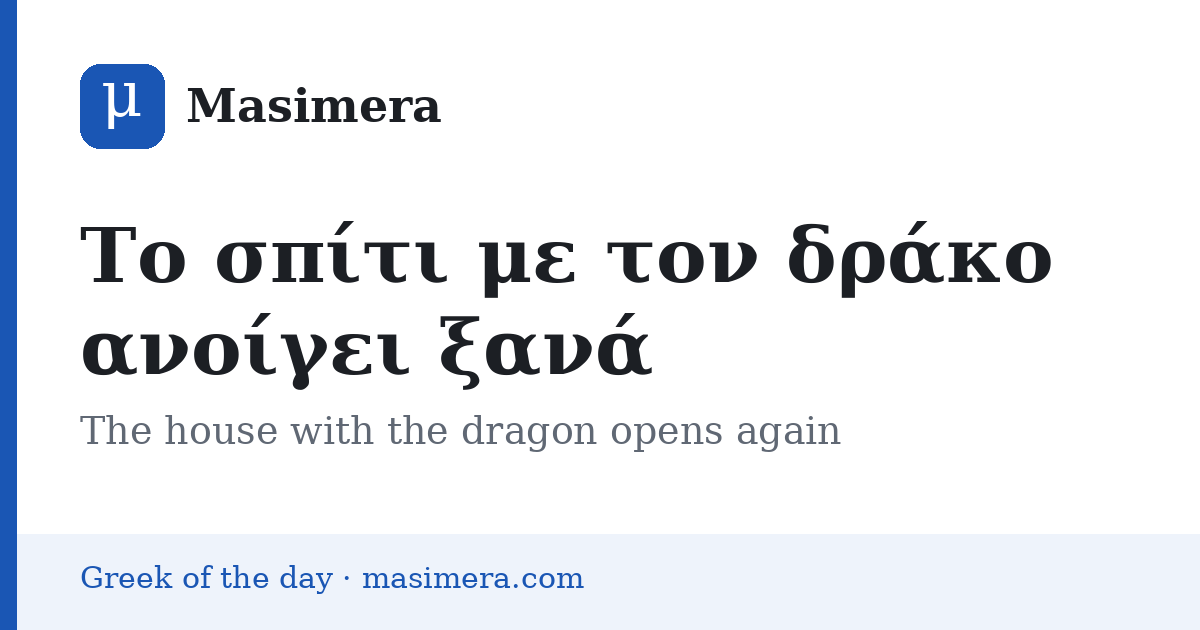 μ Masimera
Το σπίτι με τον δράκο
ανοίγει ξανά
The house with the dragon opens again
Greek of the day · masimera.com